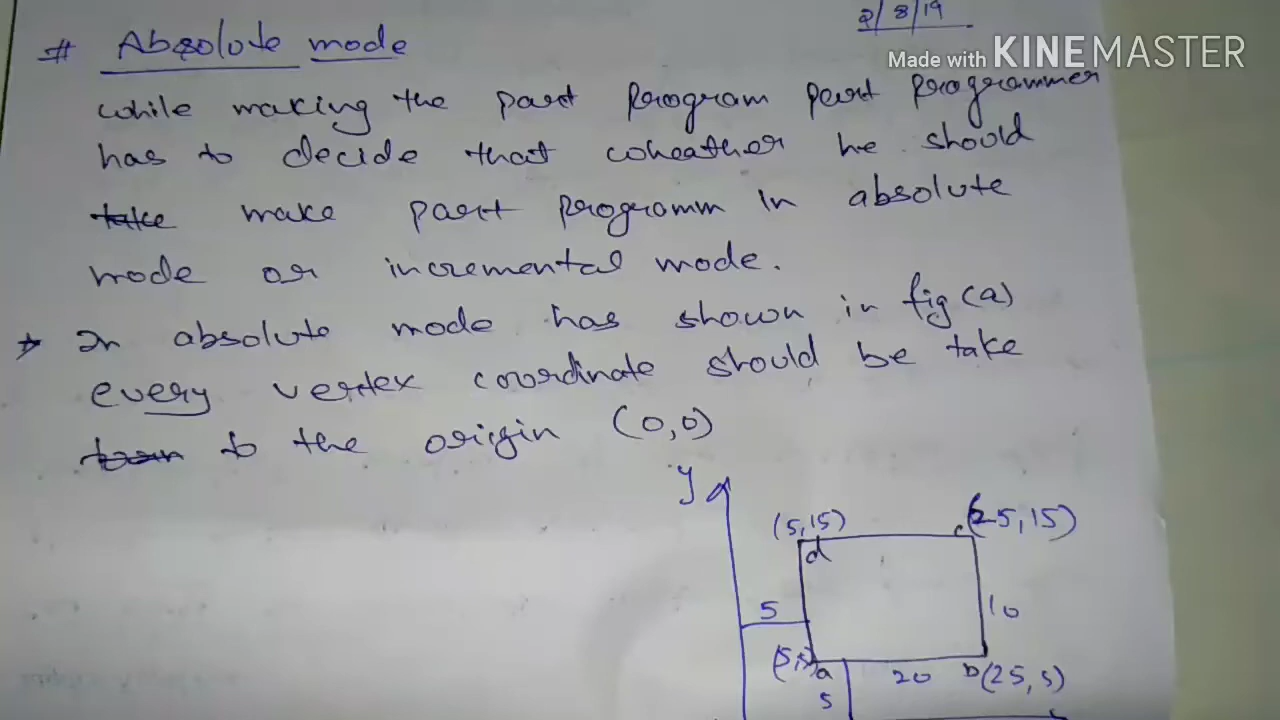 2/8/19
Made with KINEMASTER
# Absolute mode
while making the part program part programmer
has to decide that wheather he should
take make part programm in absolute
mode or incremental mode.
* In absolute mode has shown in fig (a)
every vertex coordinate should be take
to the origin (0,0)
y
(5,15) c(25,15)
d
5 10
(5,5)a 20 b(25,5)
5